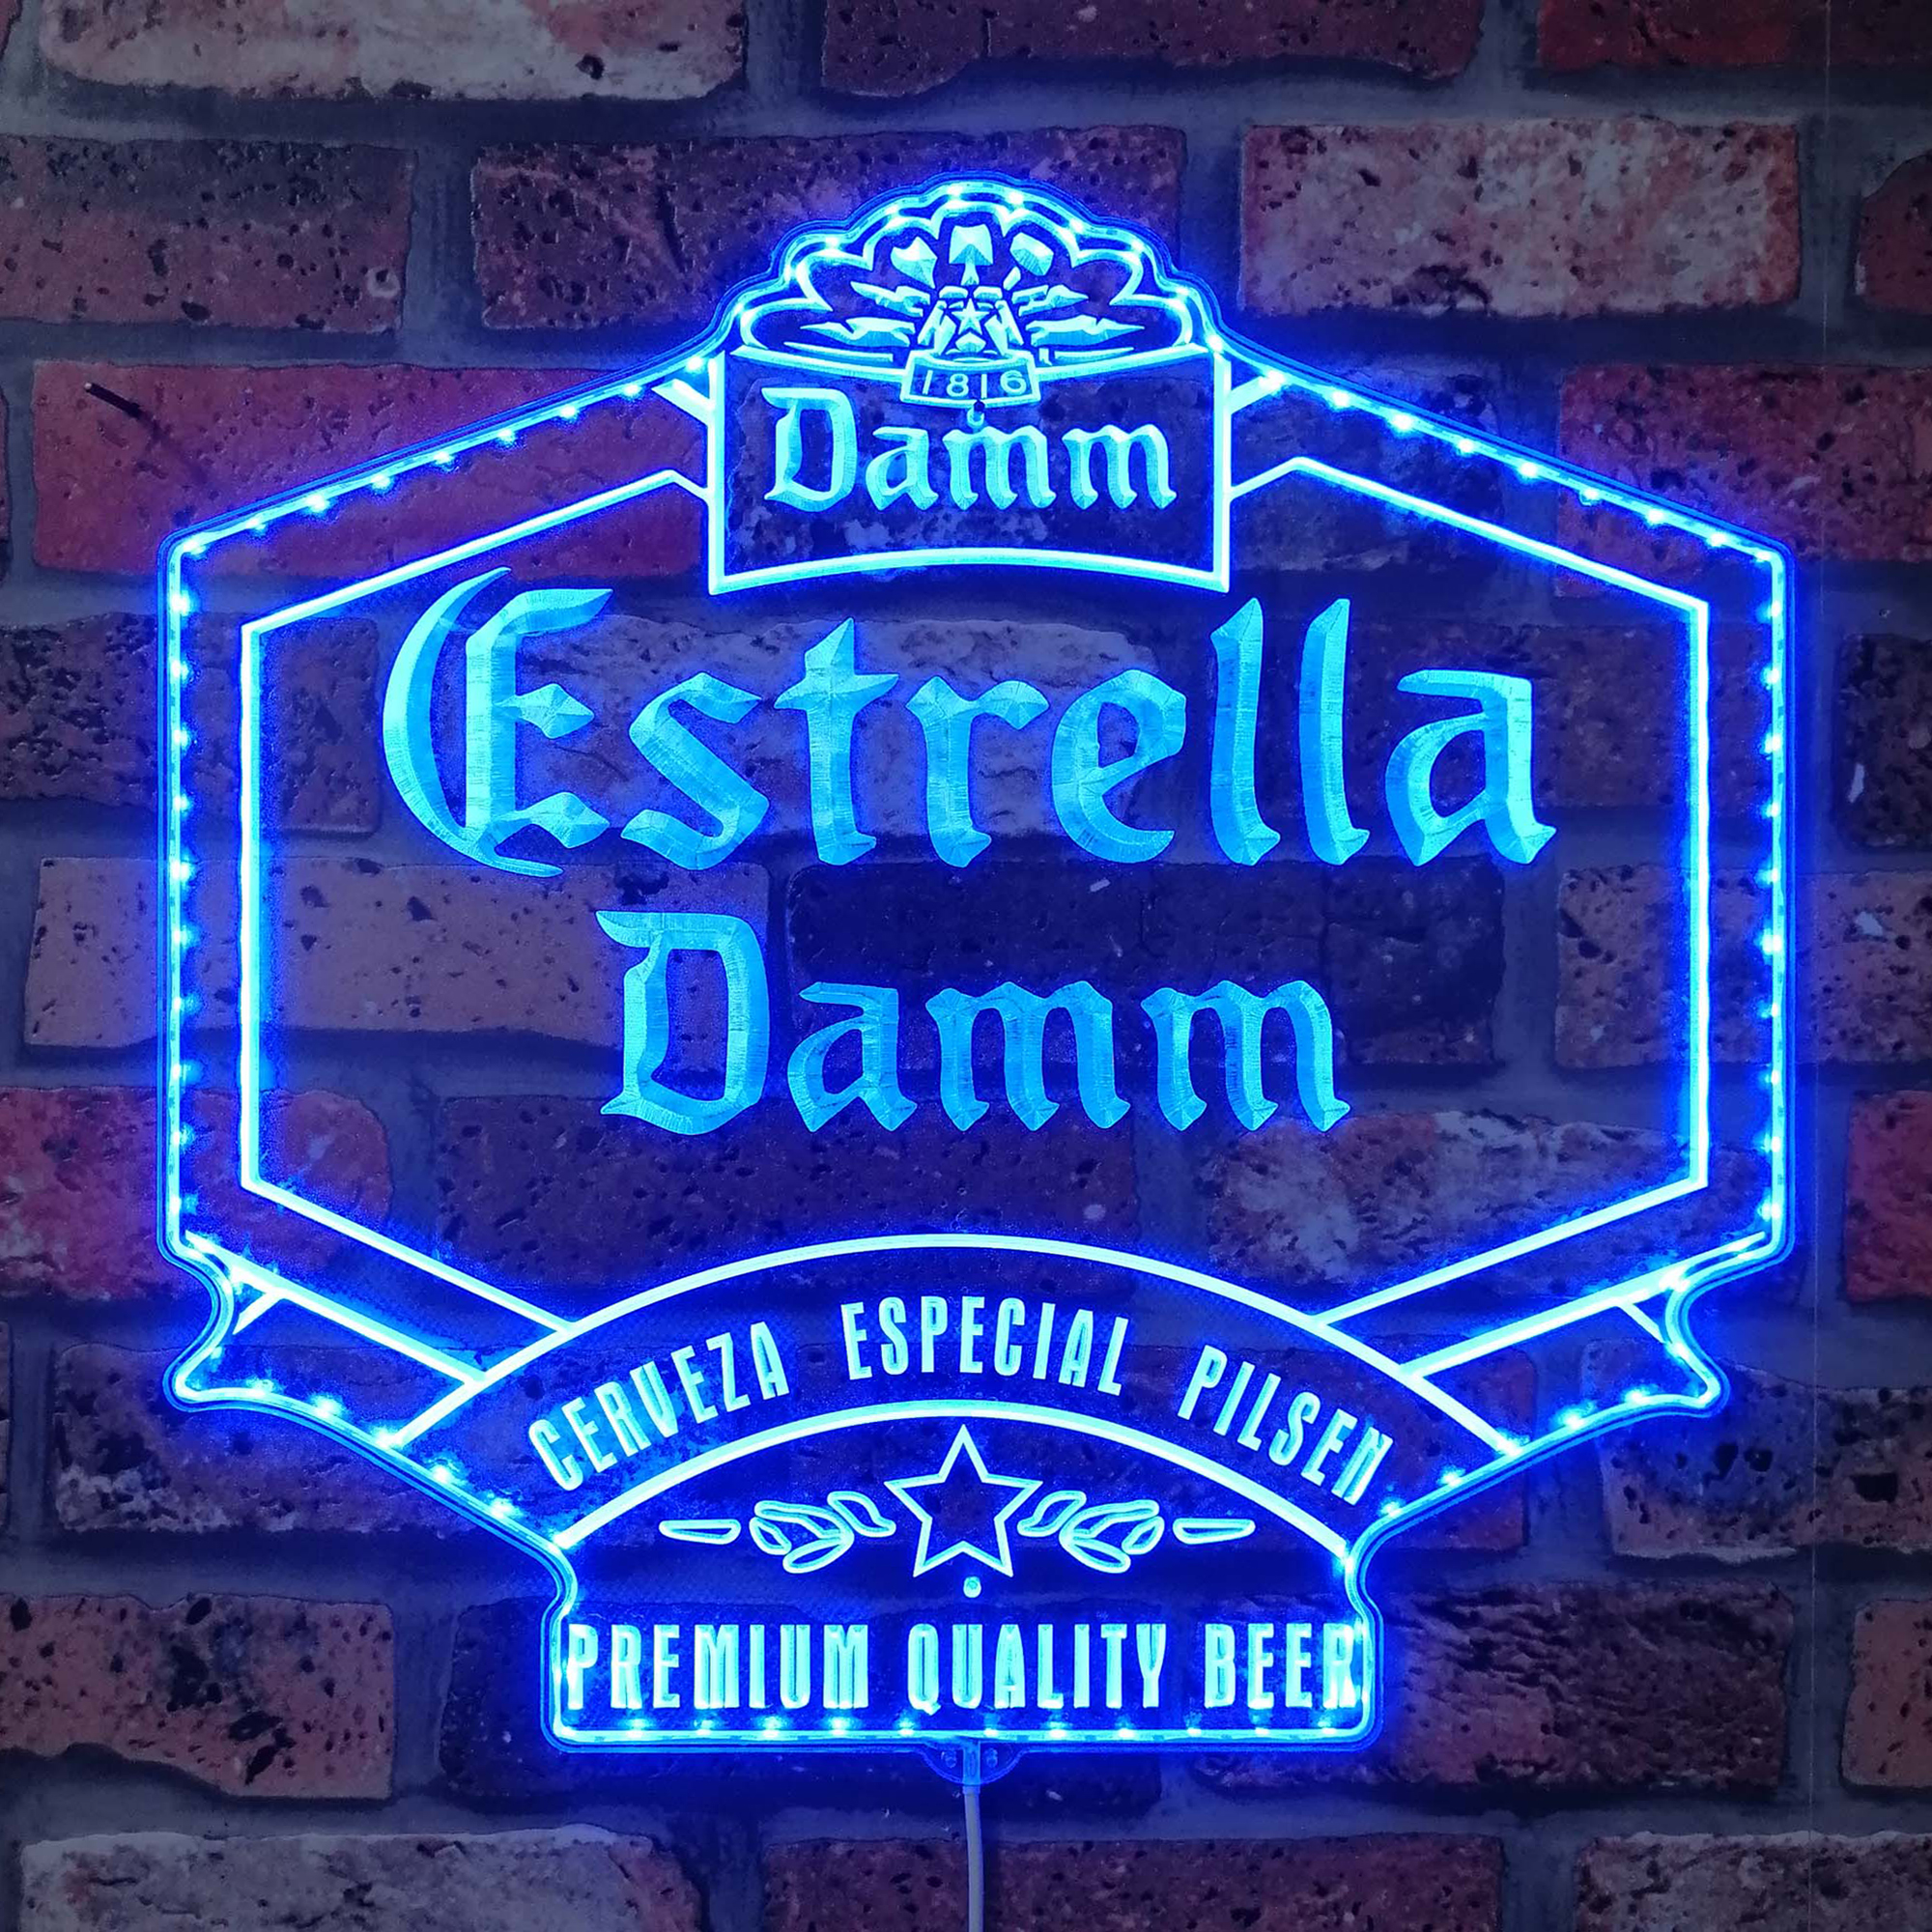 1816
Damm
Estrella
Damm
CERVEZA ESPECIAL PILSEN
PREMIUM QUALITY BEER